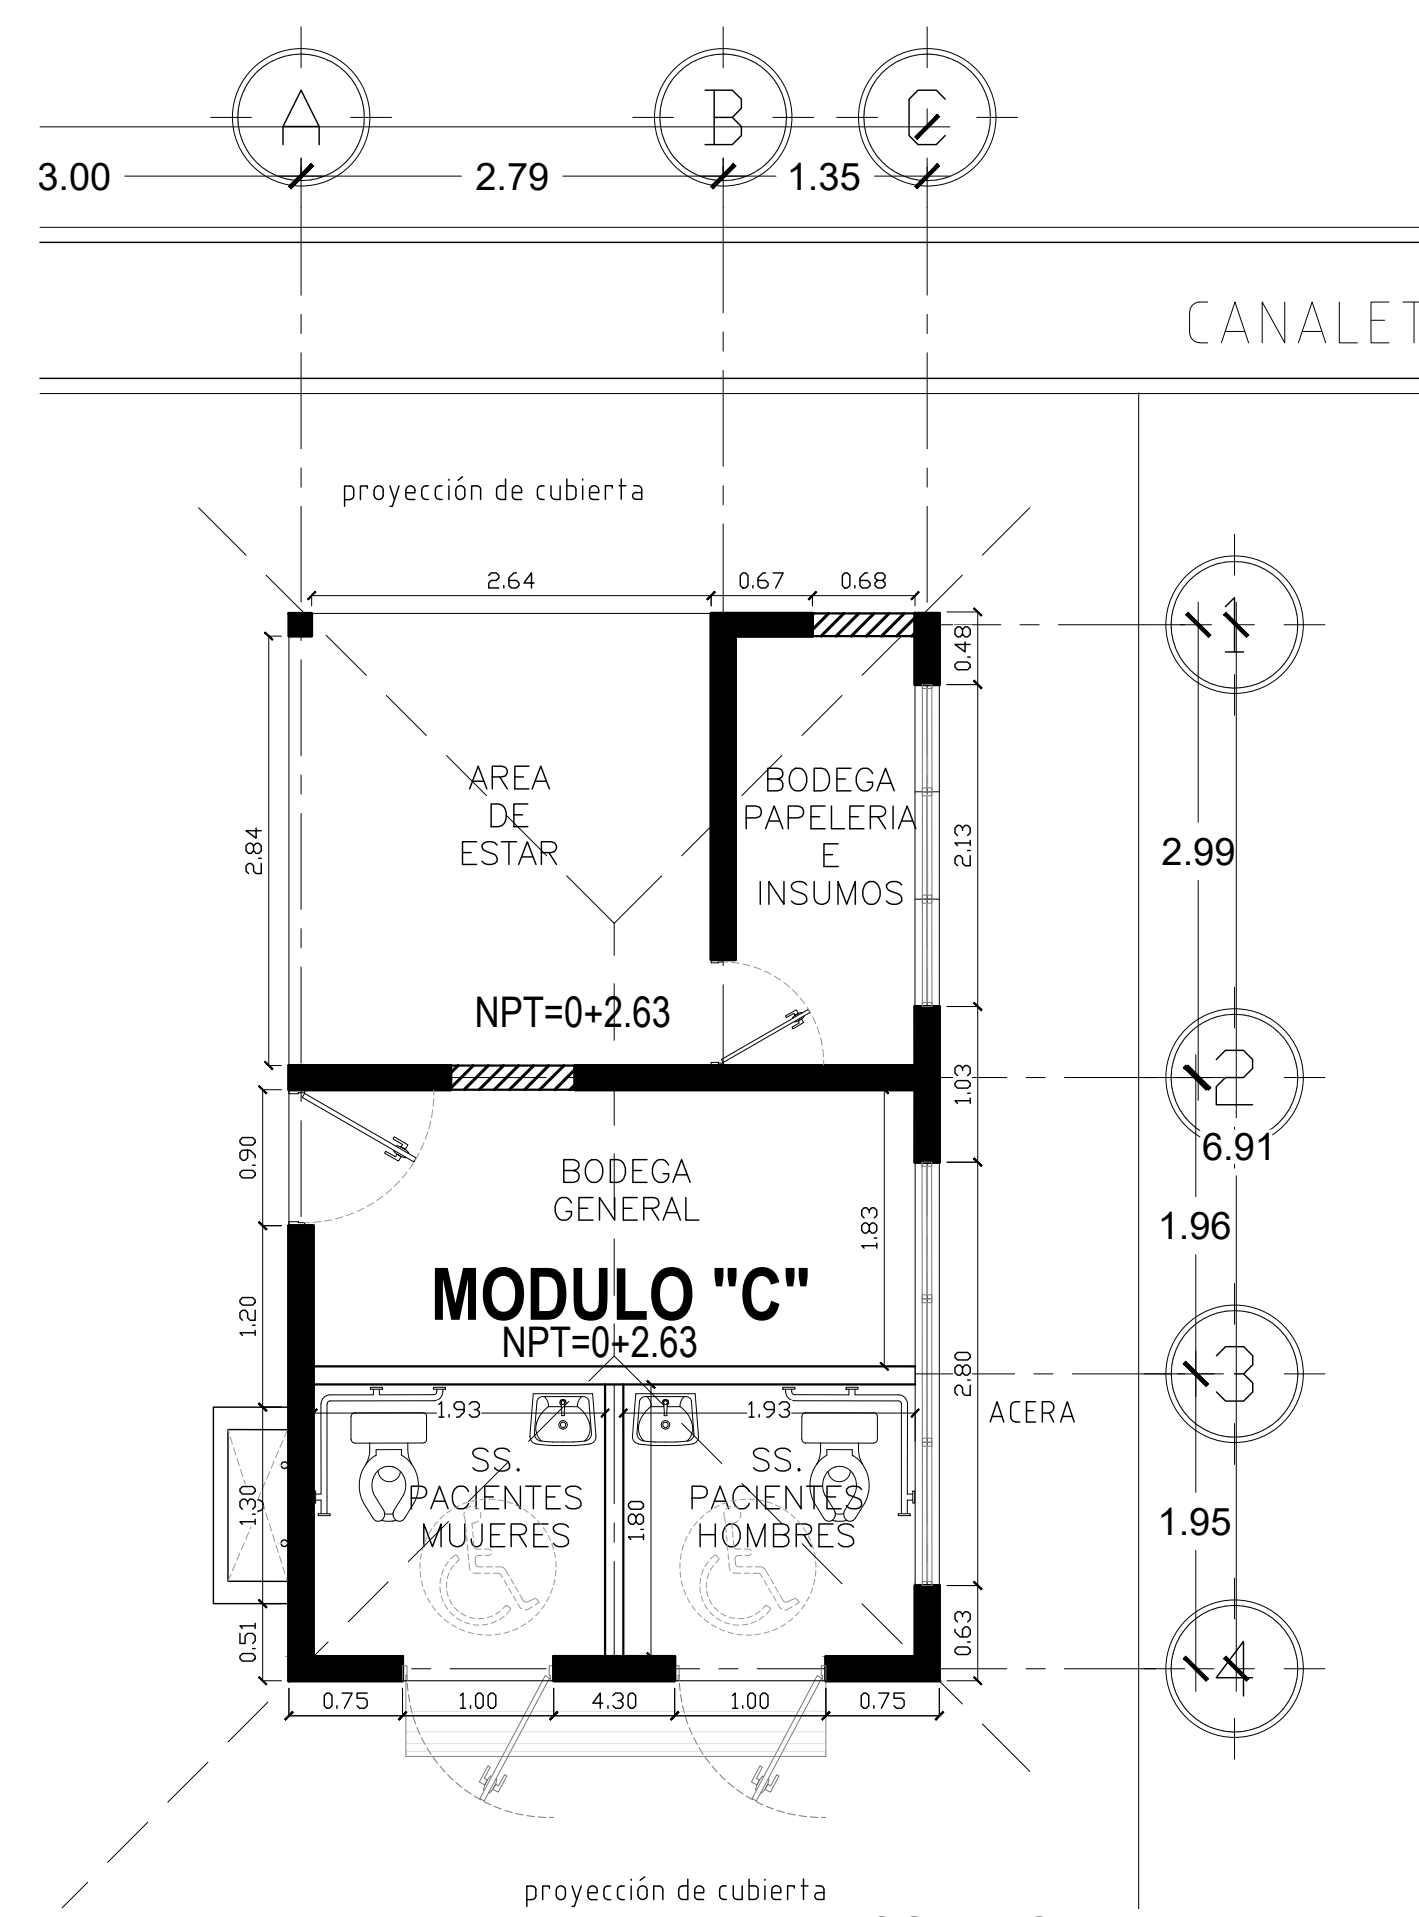 A
B
C
3.00
2.79
1.35
CANALET
proyección de cubierta
2.64
0.67
0.68
1
0.48
AREA
DE
ESTAR
BODEGA
PAPELERIA
E
INSUMOS
2.84
2.13
2.99
NPT=0+2.63
2
1.03
6.91
0.90
BODEGA
GENERAL
1.83
1.96
MODULO "C"
NPT=0+2.63
1.20
2.80
3
ACERA
1.93
1.93
SS.
PACIENTES
MUJERES
SS.
PACIENTES
HOMBRES
1.30
1.80
1.95
0.51
0.63
4
0.75
1.00
4.30
1.00
0.75
proyección de cubierta